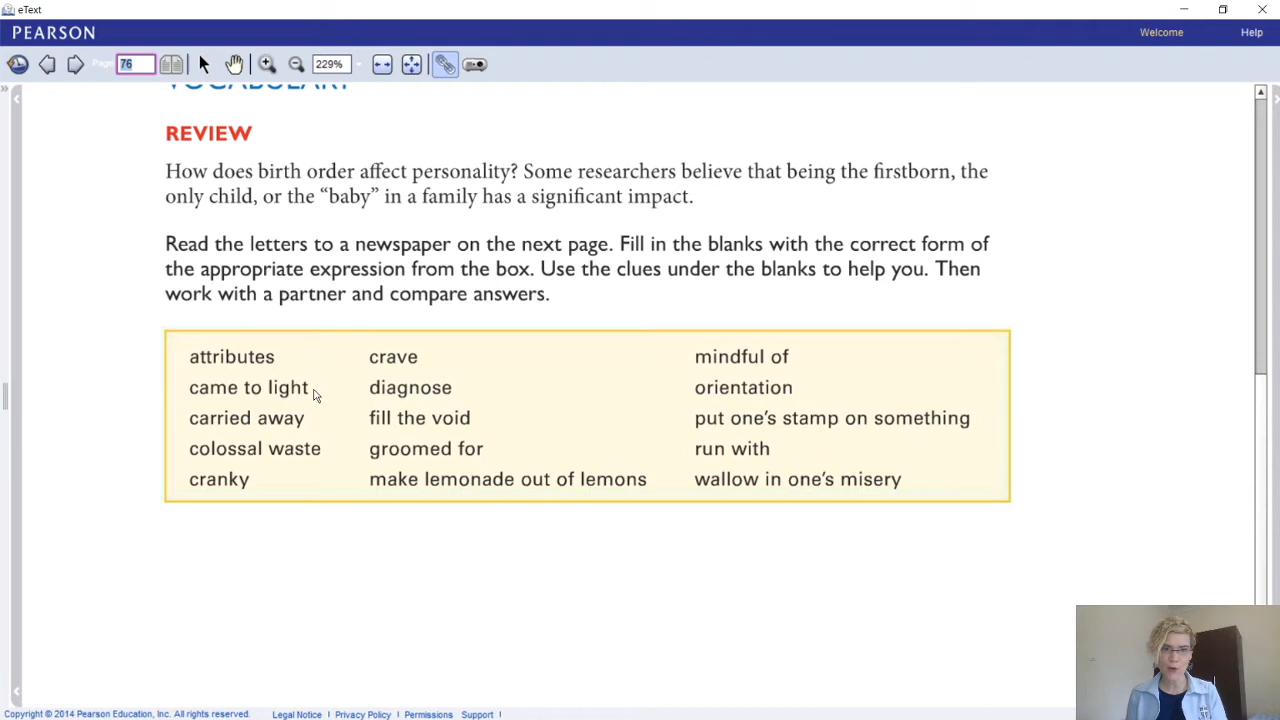 eText
PEARSON
Welcome
Help
Page
76
229%
VOCABULARY
REVIEW
How does birth order affect personality? Some researchers believe that being the firstborn, the
only child, or the “baby” in a family has a significant impact.
Read the letters to a newspaper on the next page. Fill in the blanks with the correct form of
the appropriate expression from the box. Use the clues under the blanks to help you. Then
work with a partner and compare answers.
attributes
came to light
carried away
colossal waste
cranky
crave
diagnose
fill the void
groomed for
make lemonade out of lemons
mindful of
orientation
put one’s stamp on something
run with
wallow in one’s misery
Copyright © 2014 Pearson Education, Inc. All rights reserved.
Legal Notice | Privacy Policy | Permissions Support |